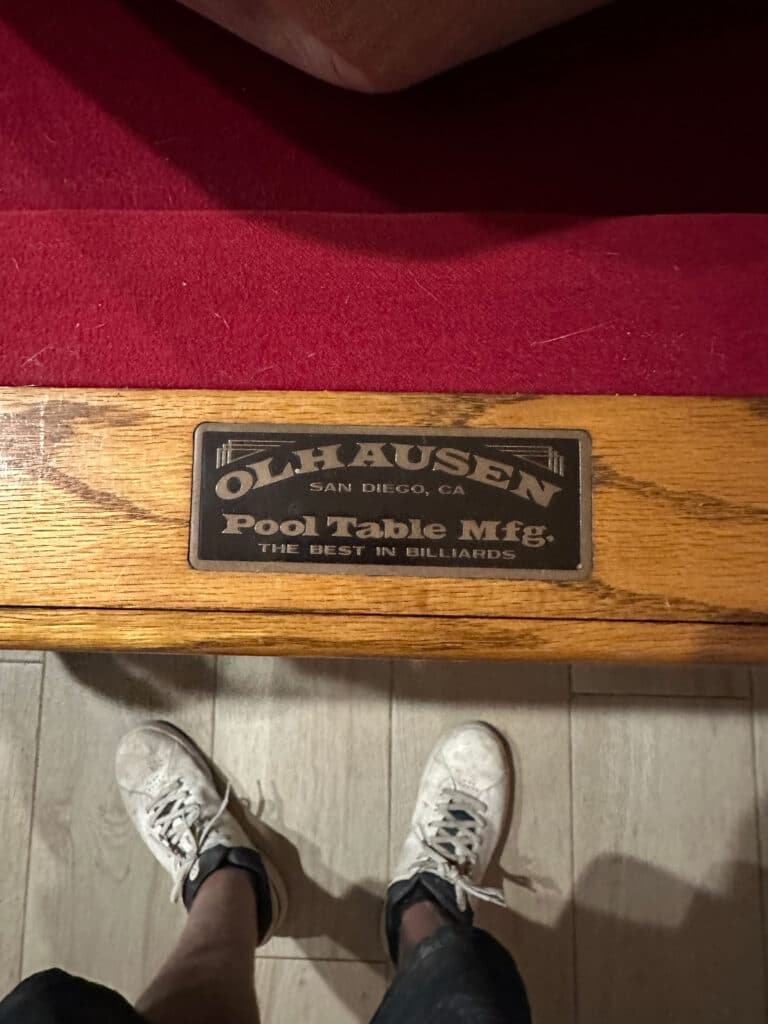 OLHAUSEN
SAN DIEGO, CA
Pool Table Mfg.
THE BEST IN BILLIARDS